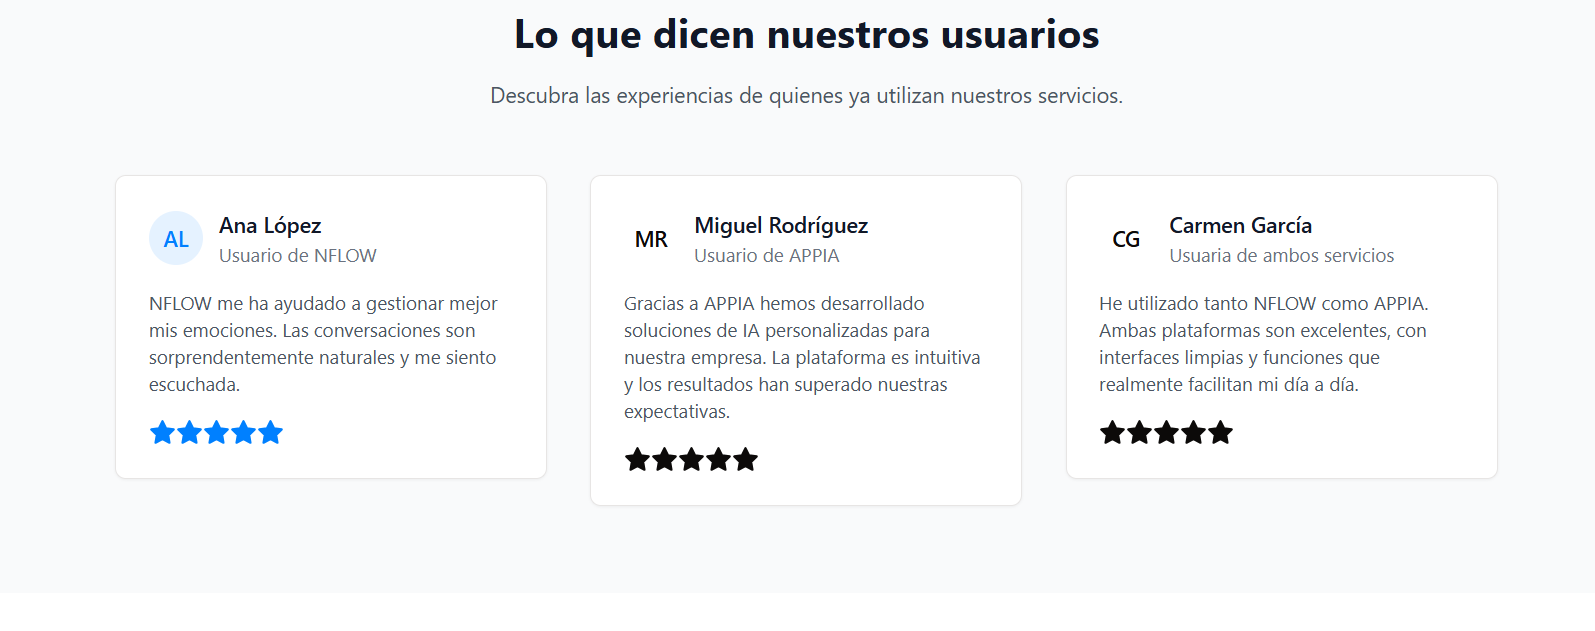 Lo que dicen nuestros usuarios
Descubra las experiencias de quienes ya utilizan nuestros servicios.
AL
Ana López
Usuario de NFLOW
NFLOW me ha ayudado a gestionar mejor
mis emociones. Las conversaciones son
sorprendentemente naturales y me siento
escuchada.
MR
Miguel Rodríguez
Usuario de APPIA
Gracias a APPIA hemos desarrollado
soluciones de IA personalizadas para
nuestra empresa. La plataforma es intuitiva
y los resultados han superado nuestras
expectativas.
CG
Carmen García
Usuaria de ambos servicios
He utilizado tanto NFLOW como APPIA.
Ambas plataformas son excelentes, con
interfaces limpias y funciones que
realmente facilitan mi día a día.